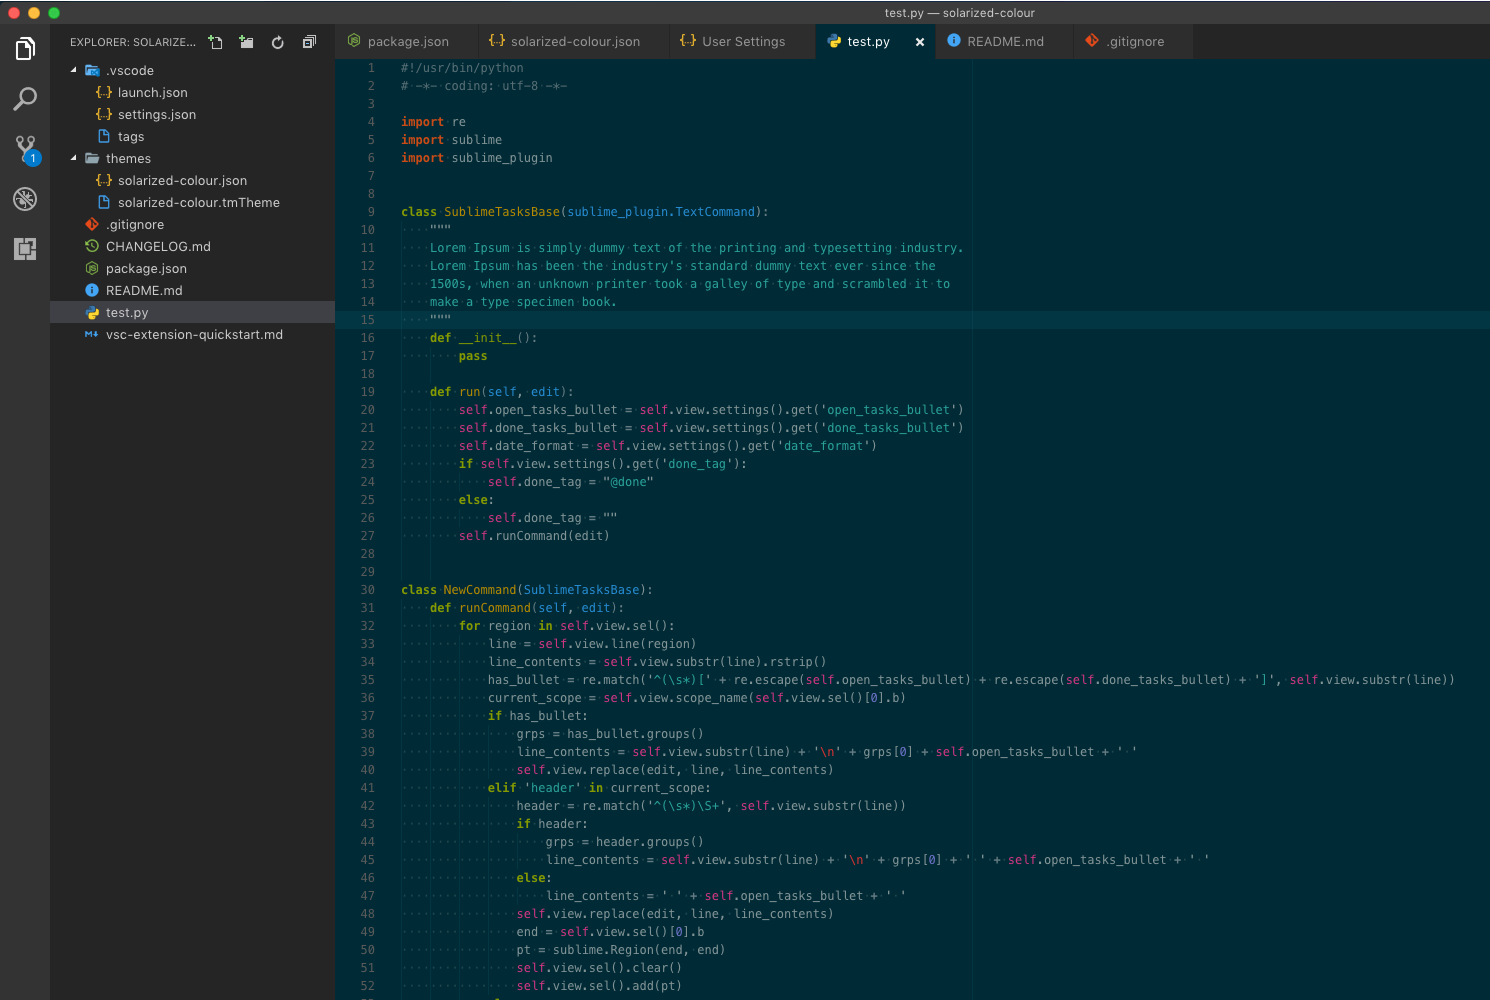 test.py — solarized-colour
EXPLORER: SOLARIZE...
package.json
solarized-colour.json
User Settings
test.py
README.md
.gitignore
.vscode
launch.json
settings.json
tags
themes
solarized-colour.json
solarized-colour.tmTheme
.gitignore
CHANGELOG.md
package.json
README.md
test.py
vsc-extension-quickstart.md
1
1 #!/usr/bin/python
2 # -*- coding: utf-8 -*-
3
4 import re
5 import sublime
6 import sublime_plugin
7
8
9 class SublimeTasksBase(sublime_plugin.TextCommand):
10     """
11     Lorem Ipsum is simply dummy text of the printing and typesetting industry.
12     Lorem Ipsum has been the industry's standard dummy text ever since the
13     1500s, when an unknown printer took a galley of type and scrambled it to
14     make a type specimen book.
15     """
16     def __init__():
17         pass
18
19     def run(self, edit):
20         self.open_tasks_bullet = self.view.settings().get('open_tasks_bullet')
21         self.done_tasks_bullet = self.view.settings().get('done_tasks_bullet')
22         self.date_format = self.view.settings().get('date_format')
23         if self.view.settings().get('done_tag'):
24             self.done_tag = "@done"
25         else:
26             self.done_tag = ""
27         self.runCommand(edit)
28
29
30 class NewCommand(SublimeTasksBase):
31     def runCommand(self, edit):
32         for region in self.view.sel():
33             line = self.view.line(region)
34             line_contents = self.view.substr(line).rstrip()
35             has_bullet = re.match('^(\s*)[' + re.escape(self.open_tasks_bullet) + re.escape(self.done_tasks_bullet) + ']', self.view.substr(line))
36             current_scope = self.view.scope_name(self.view.sel()[0].b)
37             if has_bullet:
38                 grps = has_bullet.groups()
39                 line_contents = self.view.substr(line) + '\n' + grps[0] + self.open_tasks_bullet + ' '
40                 self.view.replace(edit, line, line_contents)
41             elif 'header' in current_scope:
42                 header = re.match('^(\s*)\S+', self.view.substr(line))
43                 if header:
44                     grps = header.groups()
45                     line_contents = self.view.substr(line) + '\n' + grps[0] + ' ' + self.open_tasks_bullet + ' '
46                 else:
47                     line_contents = ' ' + self.open_tasks_bullet + ' '
48                 self.view.replace(edit, line, line_contents)
49                 end = self.view.sel()[0].b
50                 pt = sublime.Region(end, end)
51                 self.view.sel().clear()
52                 self.view.sel().add(pt)